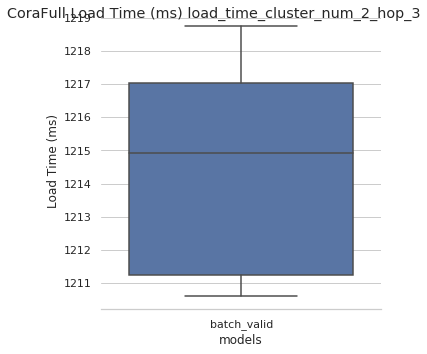 CoraFull Load Time (ms) load_time_cluster_num_2_hop_3
1219
1218
1217
1216
1215
1214
1213
1212
1211
Load Time (ms)
batch_valid
models